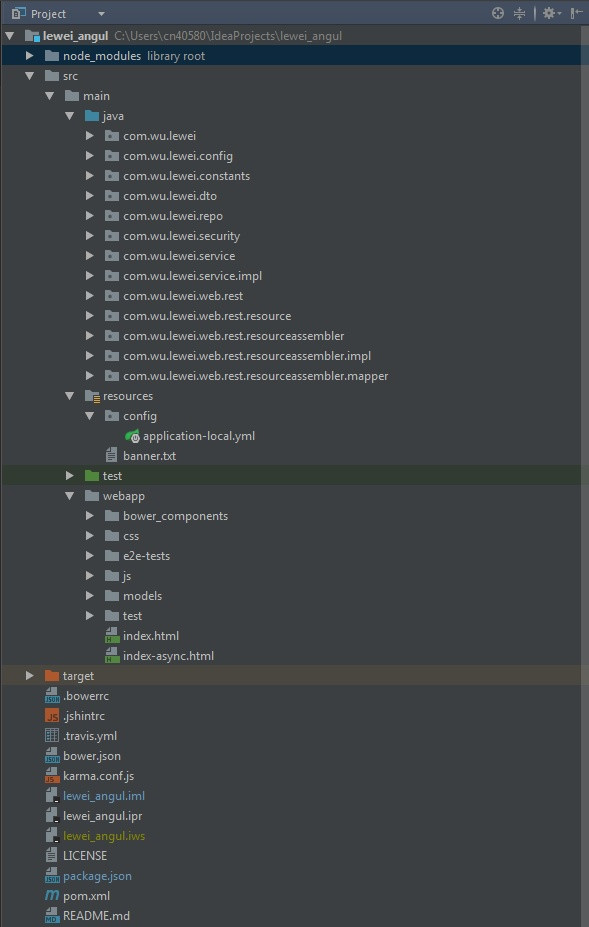 Project
lewei_angul C:\Users\cn40580\IdeaProjects\lewei_angul
node_modules library root
src
main
java
com.wu.lewei
com.wu.lewei.config
com.wu.lewei.constants
com.wu.lewei.dto
com.wu.lewei.repo
com.wu.lewei.security
com.wu.lewei.service
com.wu.lewei.service.impl
com.wu.lewei.web.rest
com.wu.lewei.web.rest.resource
com.wu.lewei.web.rest.resourceassembler
com.wu.lewei.web.rest.resourceassembler.impl
com.wu.lewei.web.rest.resourceassembler.mapper
resources
config
application-local.yml
banner.txt
test
webapp
bower_components
css
e2e-tests
js
models
test
index.html
index-async.html
target
.bowerrc
.jshintrc
.travis.yml
bower.json
karma.conf.js
lewei_angul.iml
lewei_angul.ipr
lewei_angul.iws
LICENSE
package.json
pom.xml
README.md